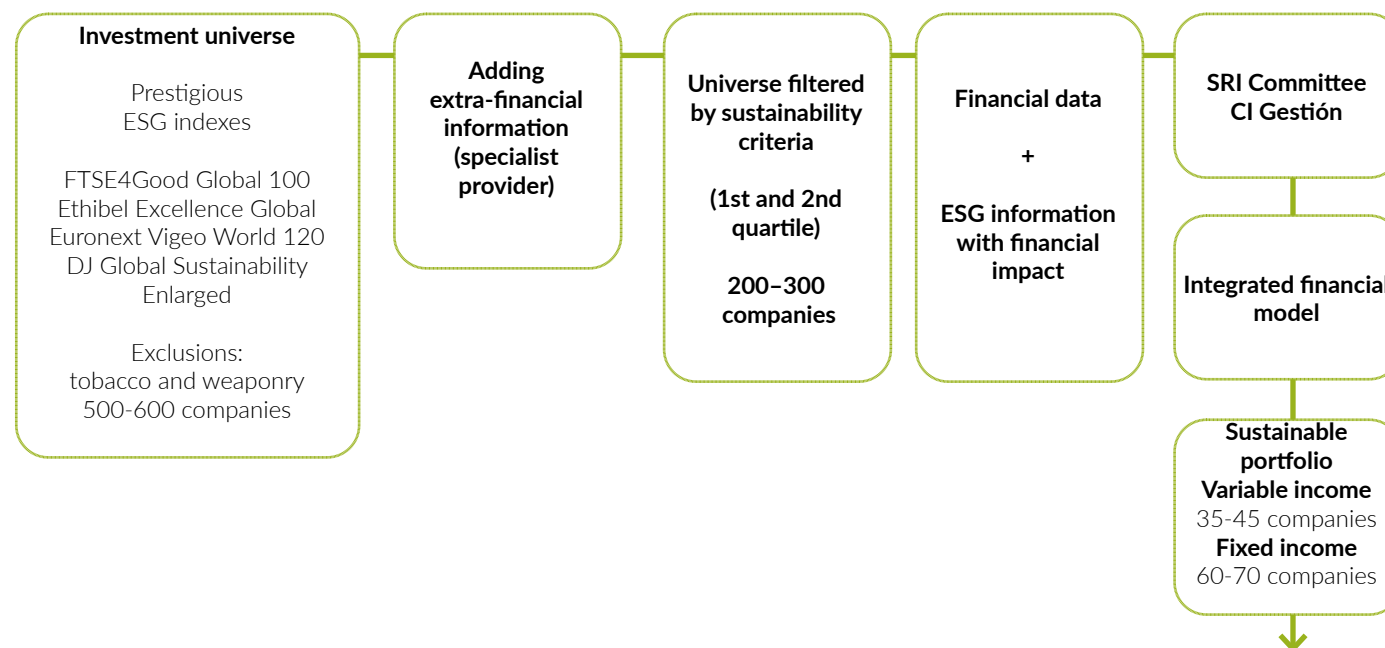 Investment universe
Prestigious
ESG indexes
FTSE4Good Global 100
Ethibel Excellence Global
Euronext Vigeo World 120
DJ Global Sustainability
Enlarged
Exclusions:
tobacco and weaponry
500-600 companies
Adding
extra-financial
information
(specialist
provider)
Universe filtered
by sustainability
criteria
(1st and 2nd
quartile)
200–300
companies
Financial data
+
ESG information
with financial
impact
SRI Committee
CI Gestión
Integrated financial
model
Sustainable
portfolio
Variable income
35-45 companies
Fixed income
60-70 companies